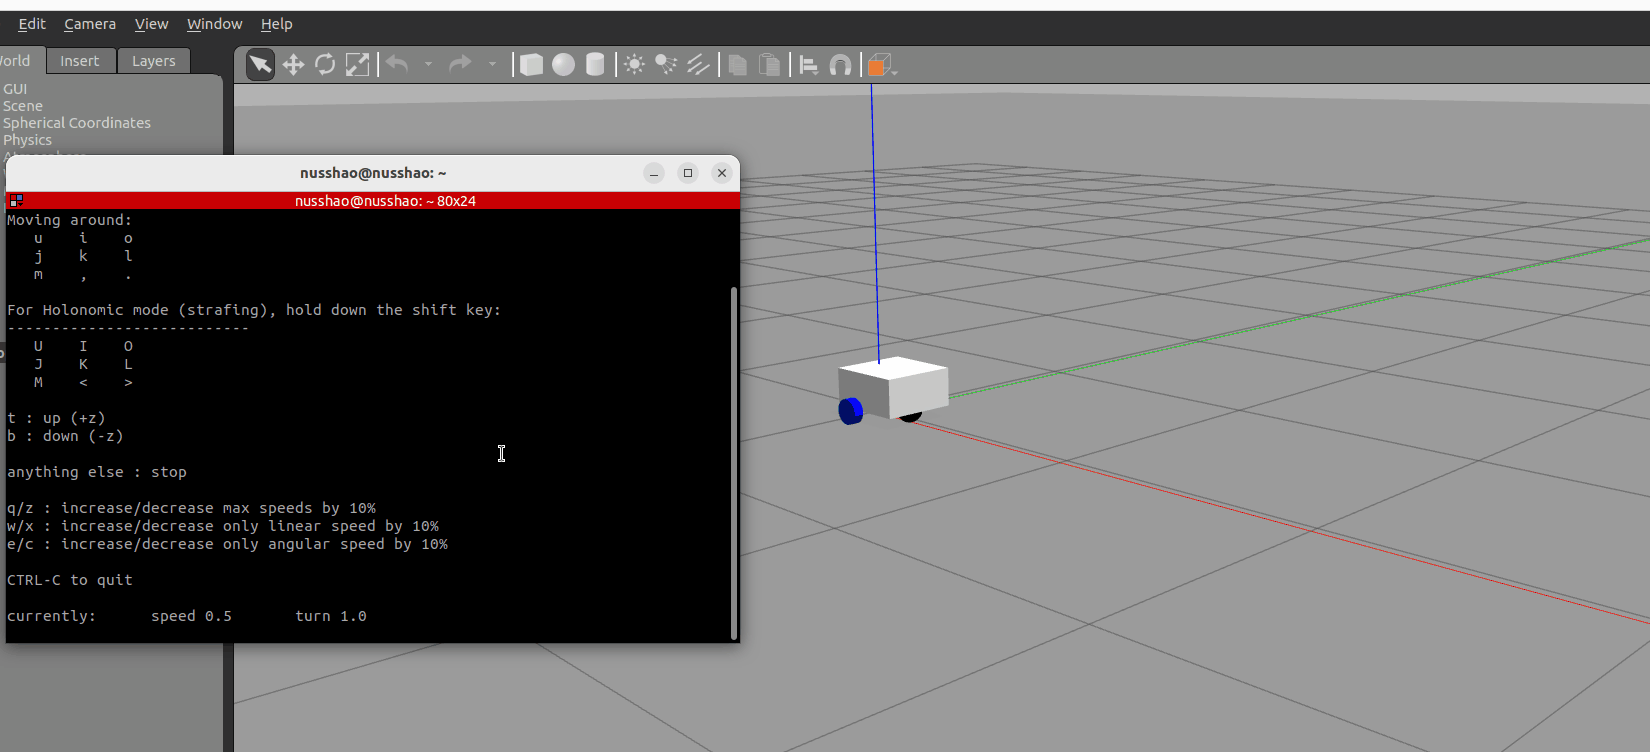 Edit Camera View Window Help
World Insert Layers
GUI
Scene
Spherical Coordinates
Physics
nusshao@nusshao: ~
nusshao@nusshao: ~ 80x24
Moving around:
u i o
j k l
m , .
For Holonomic mode (strafing), hold down the shift key:
---------------------------
U I O
J K L
M < >
t : up (+z)
b : down (-z)
anything else : stop
q/z : increase/decrease max speeds by 10%
w/x : increase/decrease only linear speed by 10%
e/c : increase/decrease only angular speed by 10%
CTRL-C to quit
currently: speed 0.5 turn 1.0